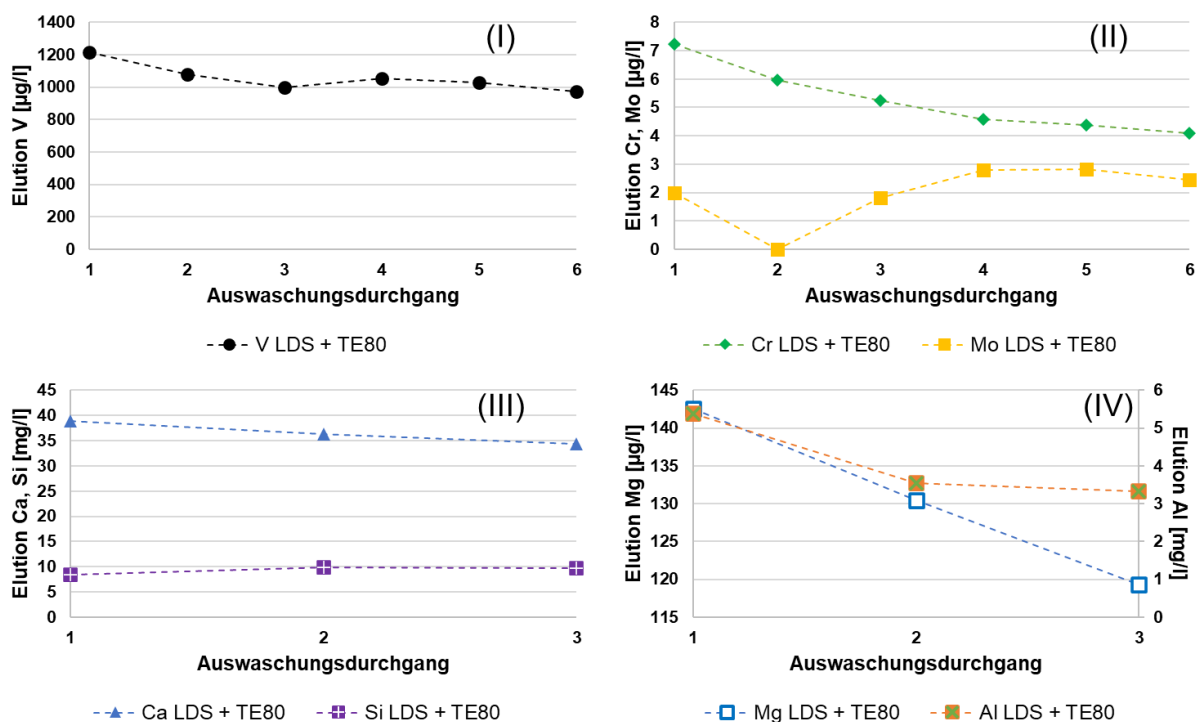 (I)
Elution V [µg/l]
1400
1200
1000
800
600
400
200
0
1 2 3 4 5 6
Auswaschungsdurchgang
V LDS + TE80
(II)
Elution Cr, Mo [µg/l]
8
7
6
5
4
3
2
1
0
1 2 3 4 5 6
Auswaschungsdurchgang
Cr LDS + TE80 Mo LDS + TE80
(III)
Elution Ca, Si [mg/l]
45
40
35
30
25
20
15
10
5
0
1 2 3
Auswaschungsdurchgang
Ca LDS + TE80 Si LDS + TE80
(IV)
Elution Mg [µg/l]
145
140
135
130
125
120
115
6
5
4
3
2
1
0
Elution Al [mg/l]
1 2 3
Auswaschungsdurchgang
Mg LDS + TE80 Al LDS + TE80